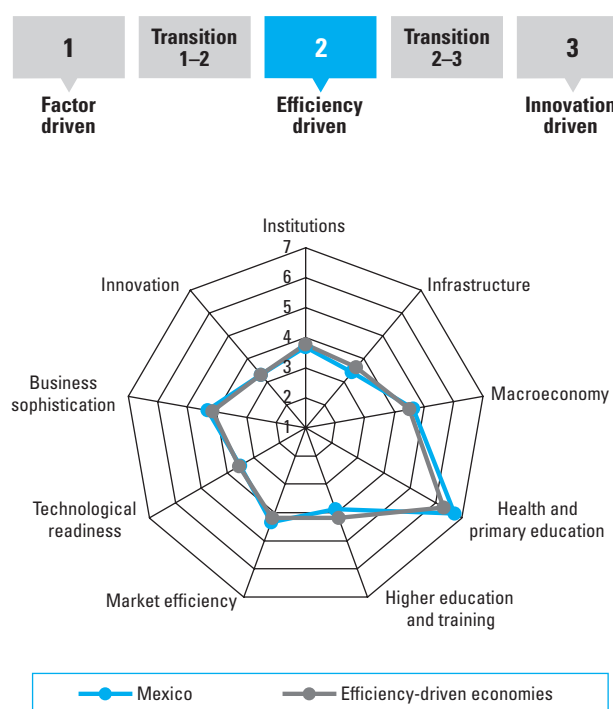 1
Transition
1–2
2
Transition
2–3
3
Factor
driven
Efficiency
driven
Innovation
driven
Institutions
7
6
5
4
3
2
1
Innovation
Infrastructure
Business
sophistication
Macroeconomy
Technological
readiness
Health and
primary education
Market efficiency
Higher education
and training
Mexico
Efficiency-driven economies